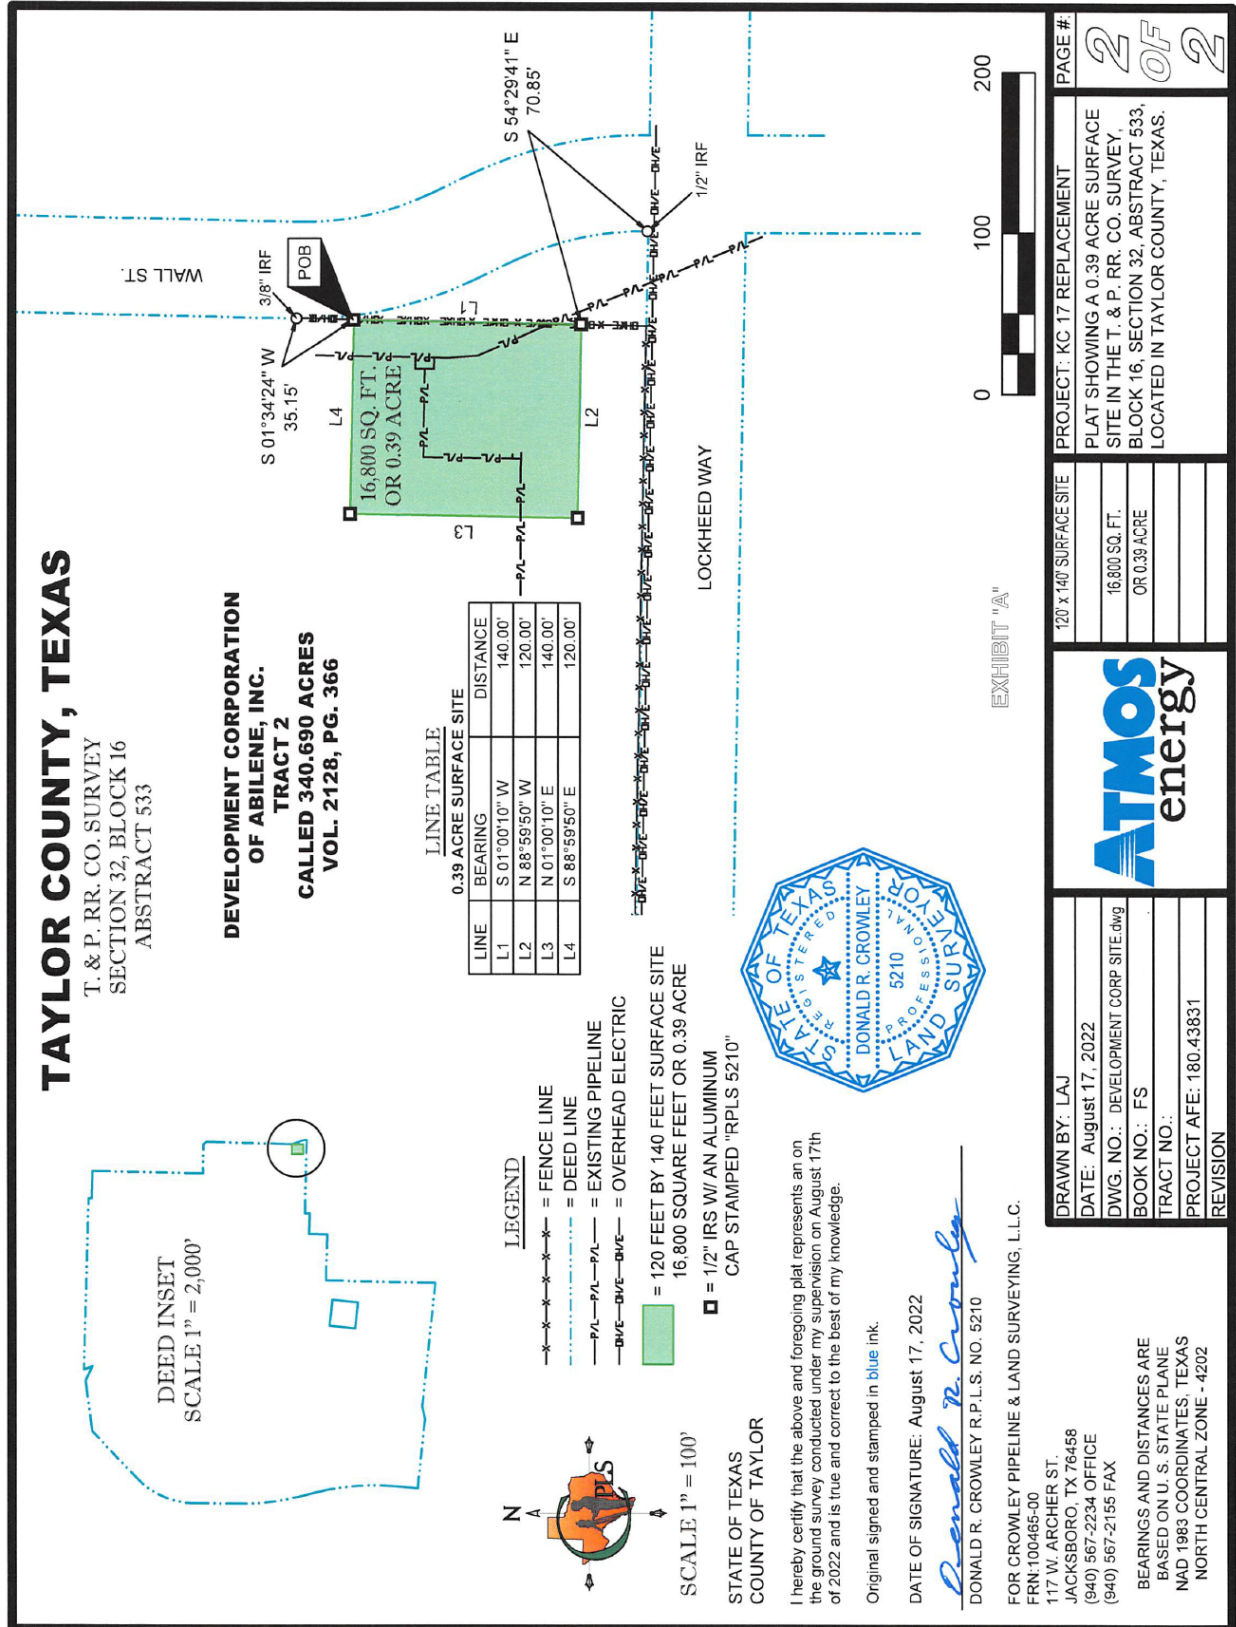 TAYLOR COUNTY, TEXAS
T. & P. RR. CO. SURVEY
SECTION 32, BLOCK 16
ABSTRACT 533
DEED INSET
SCALE 1" = 2,000'
DEVELOPMENT CORPORATION
OF ABILENE, INC.
TRACT 2
CALLED 340.690 ACRES
VOL. 2128, PG. 366
S 01°34'24" W
35.15'
3/8" IRF
WALL ST.
POB
L4
L1
16,800 SQ. FT.
OR 0.39 ACRE
L3
L2
S 54°29'41" E
70.85'
1/2" IRF
LOCKHEED WAY
LINE TABLE
0.39 ACRE SURFACE SITE
LINE BEARING DISTANCE
L1 S 01°00'10" W 140.00'
L2 N 88°59'50" W 120.00'
L3 N 01°00'10" E 140.00'
L4 S 88°59'50" E 120.00'
LEGEND
= FENCE LINE
= DEED LINE
P/L P/L = EXISTING PIPELINE
OH/E OH/E OH/E = OVERHEAD ELECTRIC
= 120 FEET BY 140 FEET SURFACE SITE
16,800 SQUARE FEET OR 0.39 ACRE
= 1/2" IRS W/ AN ALUMINUM
CAP STAMPED "RPLS 5210"
N
PLS
SCALE 1" = 100'
STATE OF TEXAS
COUNTY OF TAYLOR
I hereby certify that the above and foregoing plat represents an on
the ground survey conducted under my supervision on August 17th
of 2022 and is true and correct to the best of my knowledge.
Original signed and stamped in blue ink.
DATE OF SIGNATURE: August 17, 2022
Donald R. Crowley
DONALD R. CROWLEY R.P.L.S. NO. 5210
FOR CROWLEY PIPELINE & LAND SURVEYING, L.L.C.
FRN:100465-00
117 W. ARCHER ST.
JACKSBORO, TX 76458
(940) 567-2234 OFFICE
(940) 567-2155 FAX
BEARINGS AND DISTANCES ARE
BASED ON U. S. STATE PLANE
NAD 1983 COORDINATES, TEXAS
NORTH CENTRAL ZONE - 4202
STATE OF TEXAS
REGISTERED
DONALD R. CROWLEY
5210
PROFESSIONAL
LAND SURVEYOR
EXHIBIT "A"
0 100 200
DRAWN BY: LAJ
DATE: August 17, 2022
DWG. NO.: DEVELOPMENT CORP SITE.dwg
BOOK NO.: FS
TRACT NO.:
PROJECT AFE: 180.43831
REVISION
ATMOS
energy
120' x 140' SURFACE SITE
16,800 SQ. FT.
OR 0.39 ACRE
PROJECT: KC 17 REPLACEMENT
PLAT SHOWING A 0.39 ACRE SURFACE
SITE IN THE T. & P. RR. CO. SURVEY,
BLOCK 16, SECTION 32, ABSTRACT 533,
LOCATED IN TAYLOR COUNTY, TEXAS.
PAGE #:
2
OF
2